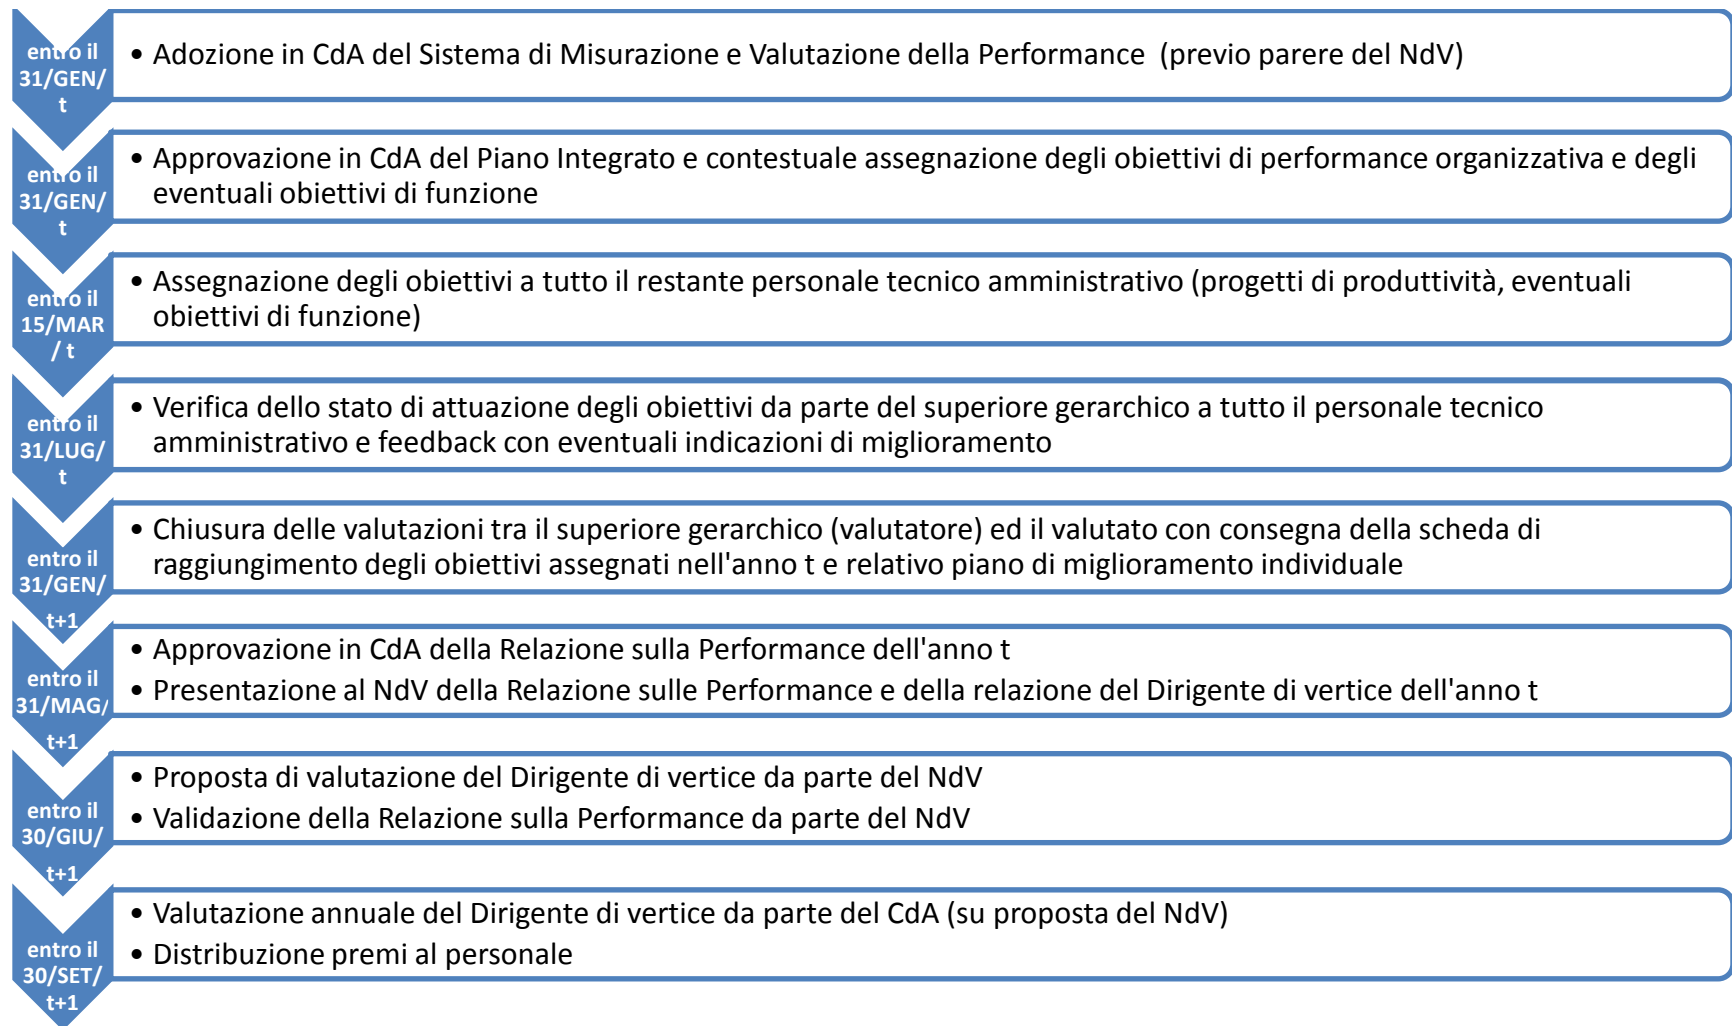 entro il
31/GEN/
t
• Adozione in CdA del Sistema di Misurazione e Valutazione della Performance (previo parere del NdV)
entro il
31/GEN/
t
• Approvazione in CdA del Piano Integrato e contestuale assegnazione degli obiettivi di performance organizzativa e degli
eventuali obiettivi di funzione
entro il
15/MAR
/ t
• Assegnazione degli obiettivi a tutto il restante personale tecnico amministrativo (progetti di produttività, eventuali
obiettivi di funzione)
entro il
31/LUG/
t
• Verifica dello stato di attuazione degli obiettivi da parte del superiore gerarchico a tutto il personale tecnico
amministrativo e feedback con eventuali indicazioni di miglioramento
entro il
31/GEN/
t+1
• Chiusura delle valutazioni tra il superiore gerarchico (valutatore) ed il valutato con consegna della scheda di
raggiungimento degli obiettivi assegnati nell'anno t e relativo piano di miglioramento individuale
entro il
31/MAG/
t+1
• Approvazione in CdA della Relazione sulla Performance dell'anno t
• Presentazione al NdV della Relazione sulle Performance e della relazione del Dirigente di vertice dell'anno t
entro il
30/GIU/
t+1
• Proposta di valutazione del Dirigente di vertice da parte del NdV
• Validazione della Relazione sulla Performance da parte del NdV
entro il
30/SET/
t+1
• Valutazione annuale del Dirigente di vertice da parte del CdA (su proposta del NdV)
• Distribuzione premi al personale